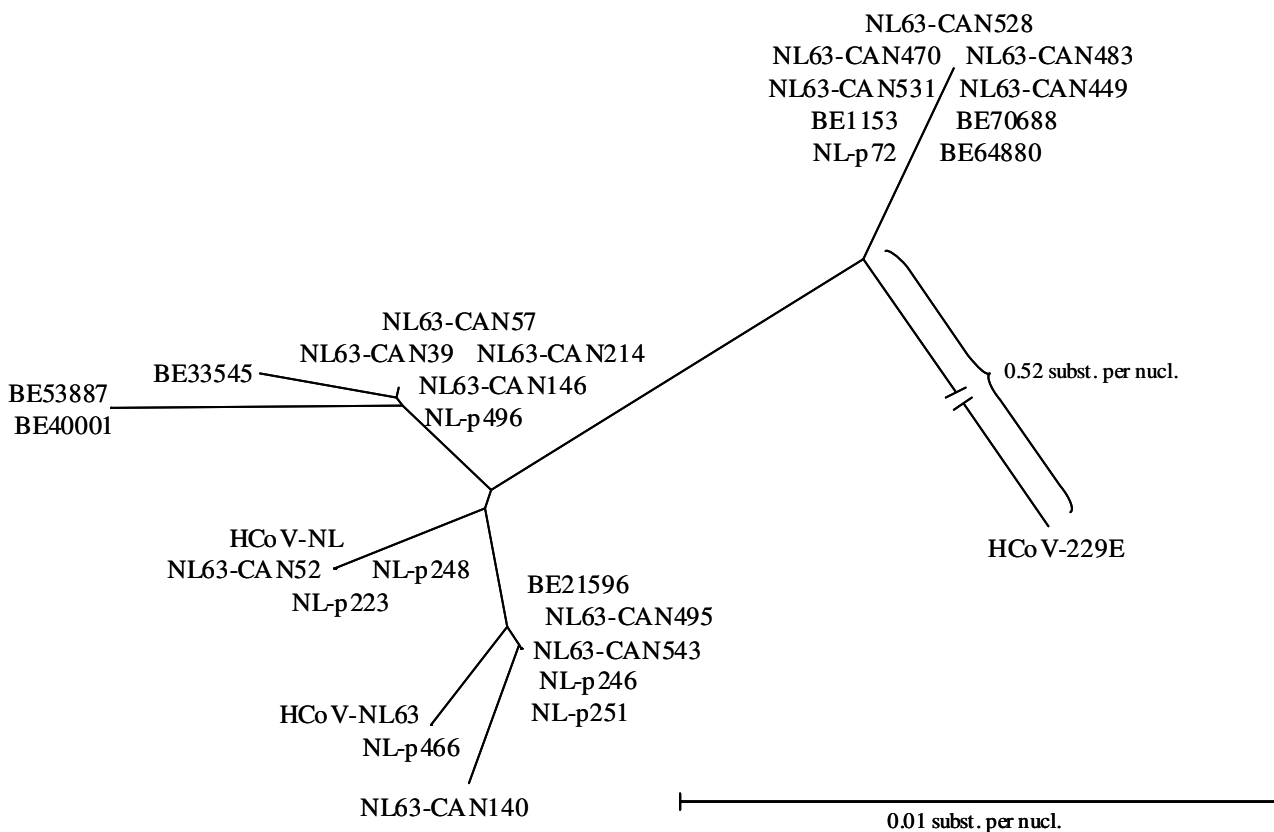 NL63-CAN528
NL63-CAN470 NL63-CAN483
NL63-CAN531 NL63-CAN449
BE1153 BE70688
NL-p72 BE64880
NL63-CAN57
NL63-CAN39 NL63-CAN214
BE33545 NL63-CAN146
BE53887
BE40001 NL-p496
0.52 subst. per nucl.
HCoV-229E
HCoV-NL
NL63-CAN52 NL-p248
NL-p223
BE21596
NL63-CAN495
NL63-CAN543
NL-p246
NL-p251
HCoV-NL63
NL-p466
NL63-CAN140
0.01 subst. per nucl.